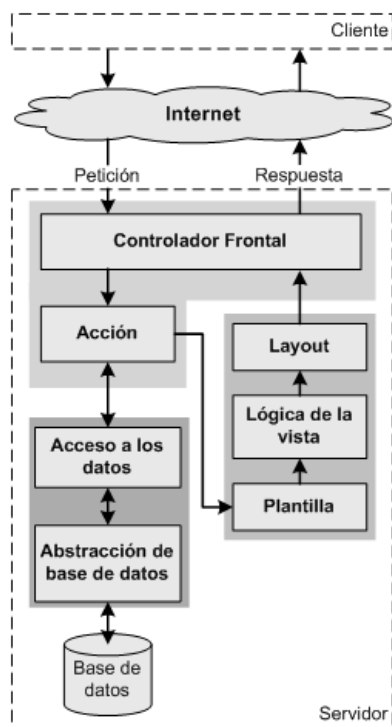 Cliente
Internet
Petición
Respuesta
Controlador Frontal
Acción
Layout
Lógica de la
vista
Plantilla
Acceso a los
datos
Abstracción de
base de datos
Base de
datos
Servidor